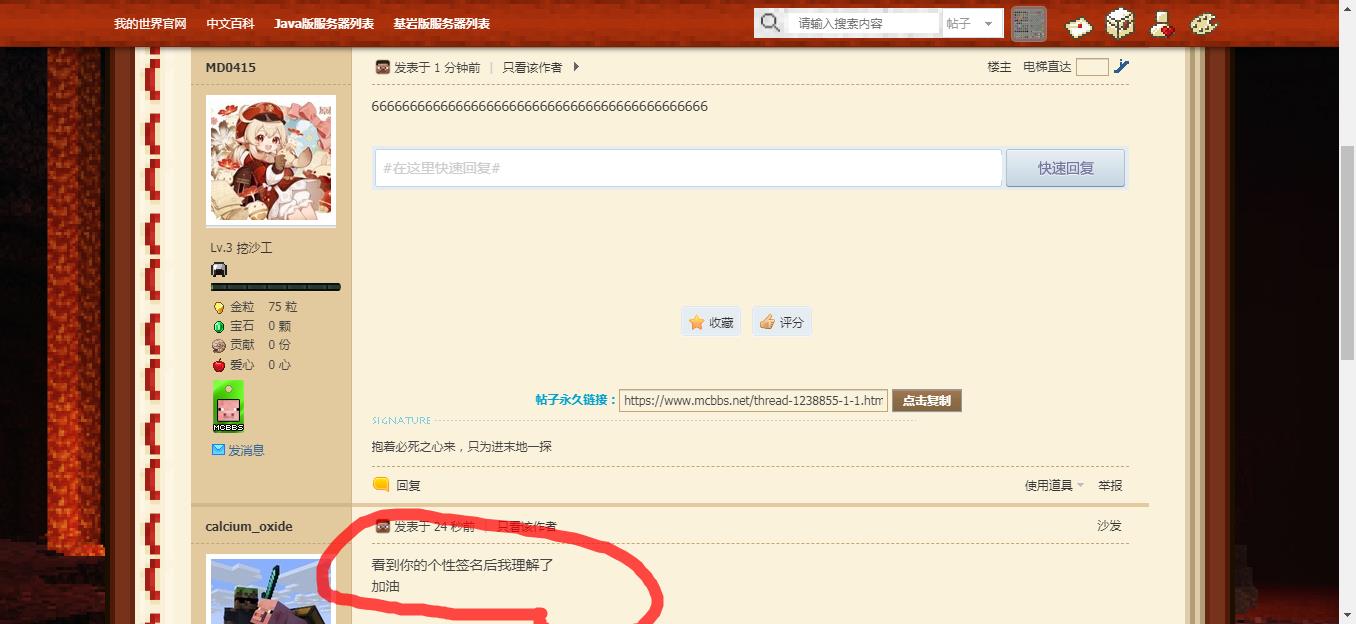 我的世界官网 中文百科 Java版服务器列表 基岩版服务器列表 请输入搜索内容 帖子
MD0415 发表于 1 分钟前 | 只看该作者 楼主 电梯直达
6666666666666666666666666666666666666666666
#在这里快速回复# 快速回复
Lv.3 挖沙工
金粒 75 粒
宝石 0 颗
贡献 0 份
爱心 0 心
收藏 评分
MCBBS
帖子永久链接： https://www.mcbbs.net/thread-1238855-1-1.htm 点击复制
SIGNATURE
抱着必死之心来，只为进末地一探
发消息
回复 使用道具 举报
calcium_oxide 发表于 24 秒前 | 只看该作者 沙发
看到你的个性签名后我理解了
加油